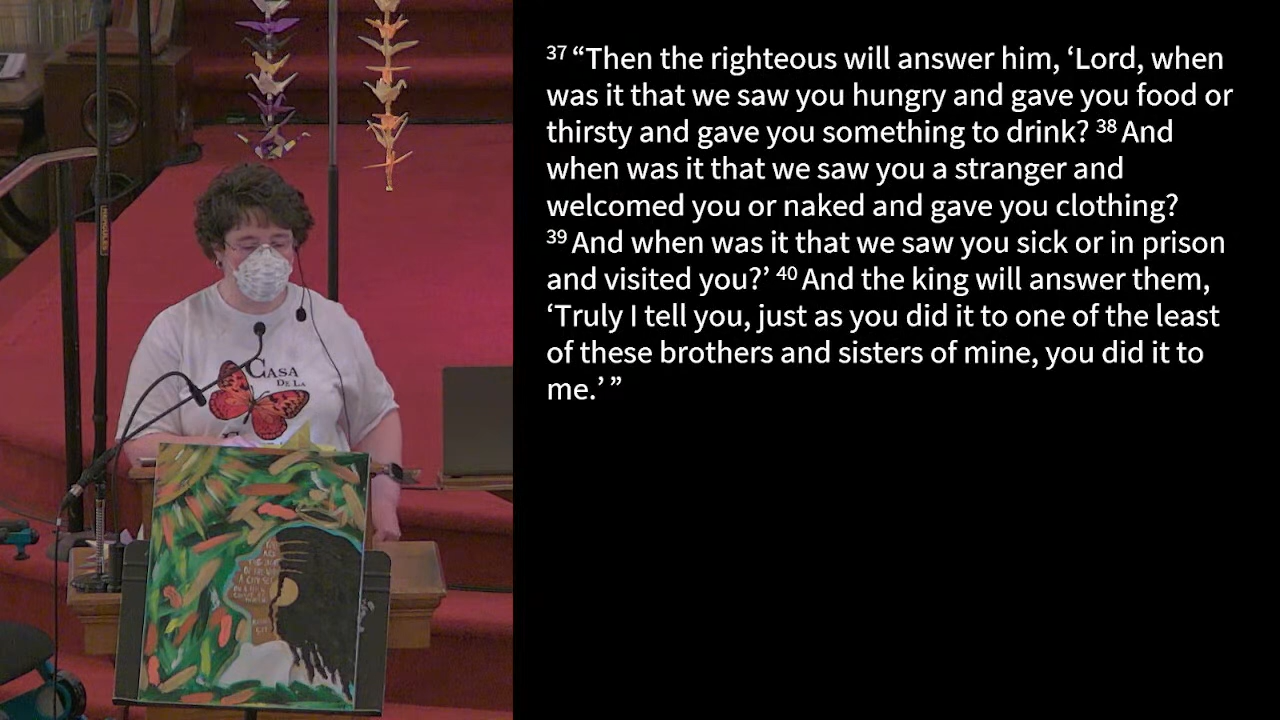 37 “Then the righteous will answer him, ‘Lord, when
was it that we saw you hungry and gave you food or
thirsty and gave you something to drink? 38 And
when was it that we saw you a stranger and
welcomed you or naked and gave you clothing?
39 And when was it that we saw you sick or in prison
and visited you?’ 40 And the king will answer them,
‘Truly I tell you, just as you did it to one of the least
of these brothers and sisters of mine, you did it to
me.’ ”
CASA
DE LA